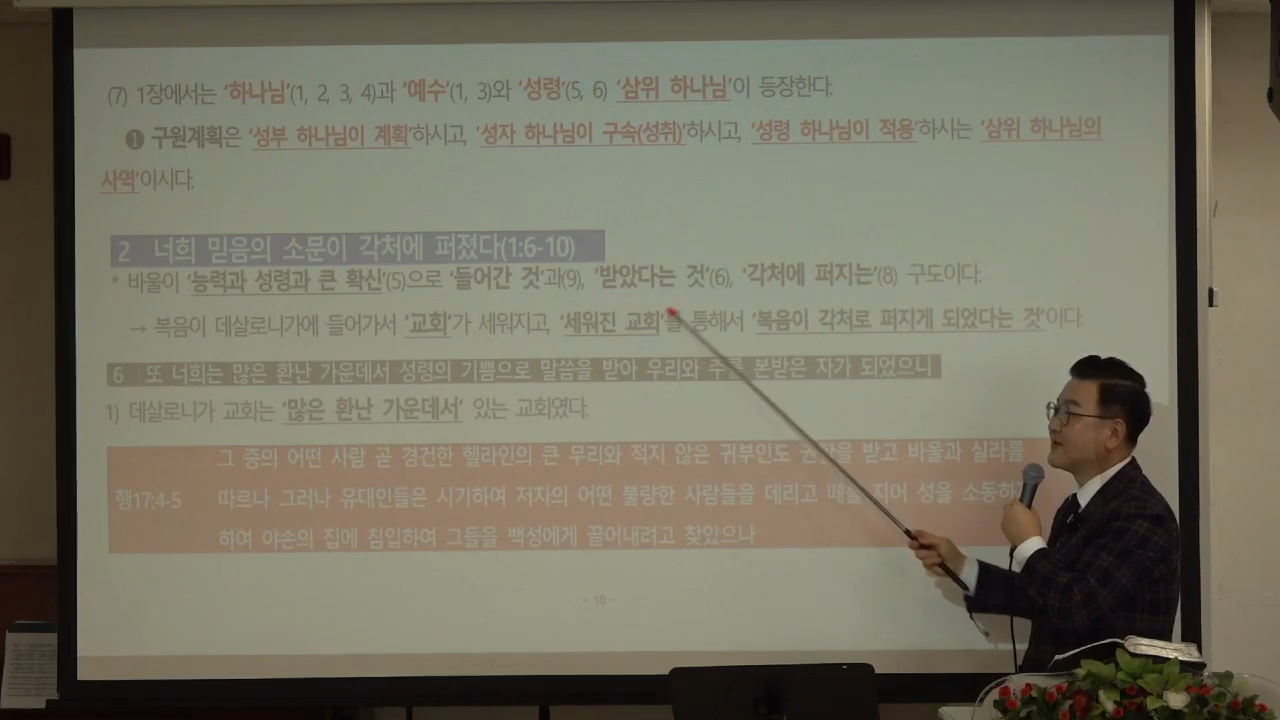 (7) 1장에서는 '하나님'(1, 2, 3, 4)과 '예수'(1, 3)와 '성령'(5, 6) '삼위 하나님'이 등장한다.
❶ 구원계획은 '성부 하나님이 계획'하시고, '성자 하나님이 구속(성취)'하시고, '성령 하나님이 적용'하시는 '삼위 하나님의
사역'이시다.
2 너희 믿음의 소문이 각처에 퍼졌다(1:6-10)
* 바울이 '능력과 성령과 큰 확신'(5)으로 '들어간 것'과(9), '받았다는 것'(6), '각처에 퍼지는'(8) 구도이다.
→ 복음이 데살로니가에 들어가서 '교회'가 세워지고, '세워진 교회'를 통해서 '복음이 각처로 퍼지게 되었다는 것'이다.
6 또 너희는 많은 환난 가운데서 성령의 기쁨으로 말씀을 받아 우리와 주를 본받은 자가 되었으니
1) 데살로니가 교회는 '많은 환난 가운데서' 있는 교회였다.
그 중의 어떤 사람 곧 경건한 헬라인의 큰 무리와 적지 않은 귀부인도 권함을 받고 바울과 실라를
행17:4-5 따르나 그러나 유대인들은 시기하여 저자의 어떤 불량한 사람들을 데리고 떼를 지어 성을 소동하게
하여 야손의 집에 침입하여 그들을 백성에게 끌어내려고 찾았으나
- 10 -